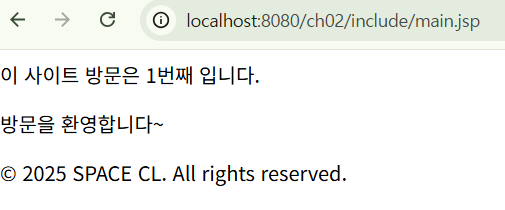 localhost:8080/ch02/include/main.jsp
이 사이트 방문은 1번째 입니다.
방문을 환영합니다~
© 2025 SPACE CL. All rights reserved.